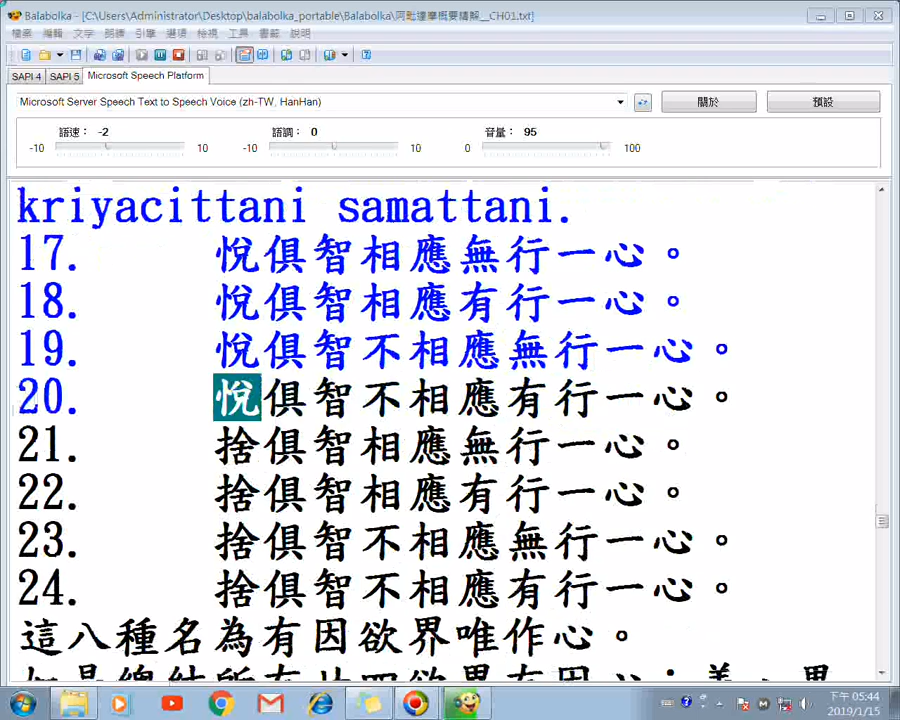 Balabolka - [C:\Users\Administrator\Desktop\balabolka_portable\Balabolka\阿毗達摩概要精解__CH01.txt]
檔案 編輯 文字 朗讀 引擎 選項 檢視 工具 書籤 說明
SAPI 4 SAPI 5 Microsoft Speech Platform
Microsoft Server Speech Text to Speech Voice (zh-TW, HanHan) 關於 預設
語速： -2 語調： 0 音量： 95
-10 10 -10 10 0 100
kriyacittani samattani.
17. 悅俱智相應無行一心。
18. 悅俱智相應有行一心。
19. 悅俱智不相應無行一心。
20. 悅俱智不相應有行一心。
21. 捨俱智相應無行一心。
22. 捨俱智相應有行一心。
23. 捨俱智不相應無行一心。
24. 捨俱智不相應有行一心。
這八種名為有因欲界唯作心。
下午 05:44
2019/1/15